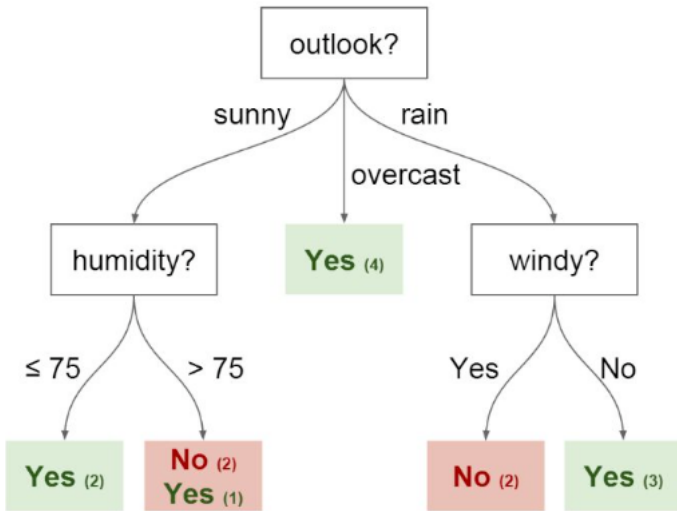 outlook?
sunny
rain
overcast
humidity?
Yes (4)
windy?
≤ 75
> 75
Yes
No
Yes (2)
No (2)
Yes (1)
No (2)
Yes (3)